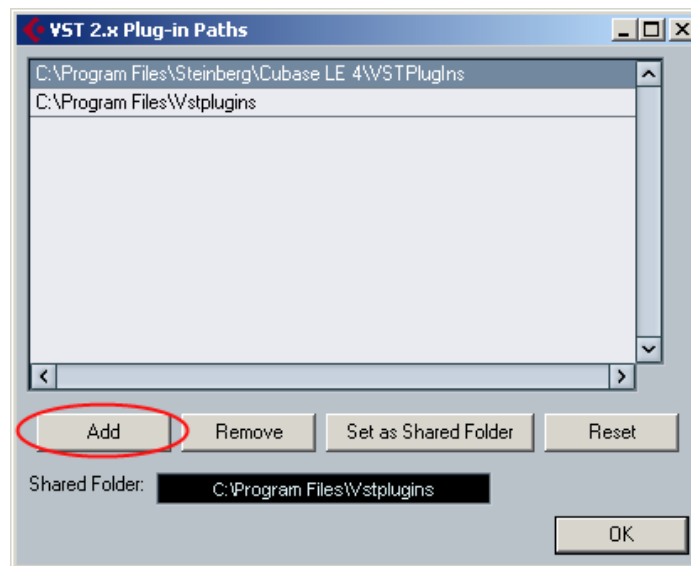 VST 2.x Plug-in Paths
C:\Program Files\Steinberg\Cubase LE 4\VSTPlugIns
C:\Program Files\Vstplugins
Add Remove Set as Shared Folder Reset
Shared Folder: C:\Program Files\Vstplugins
OK